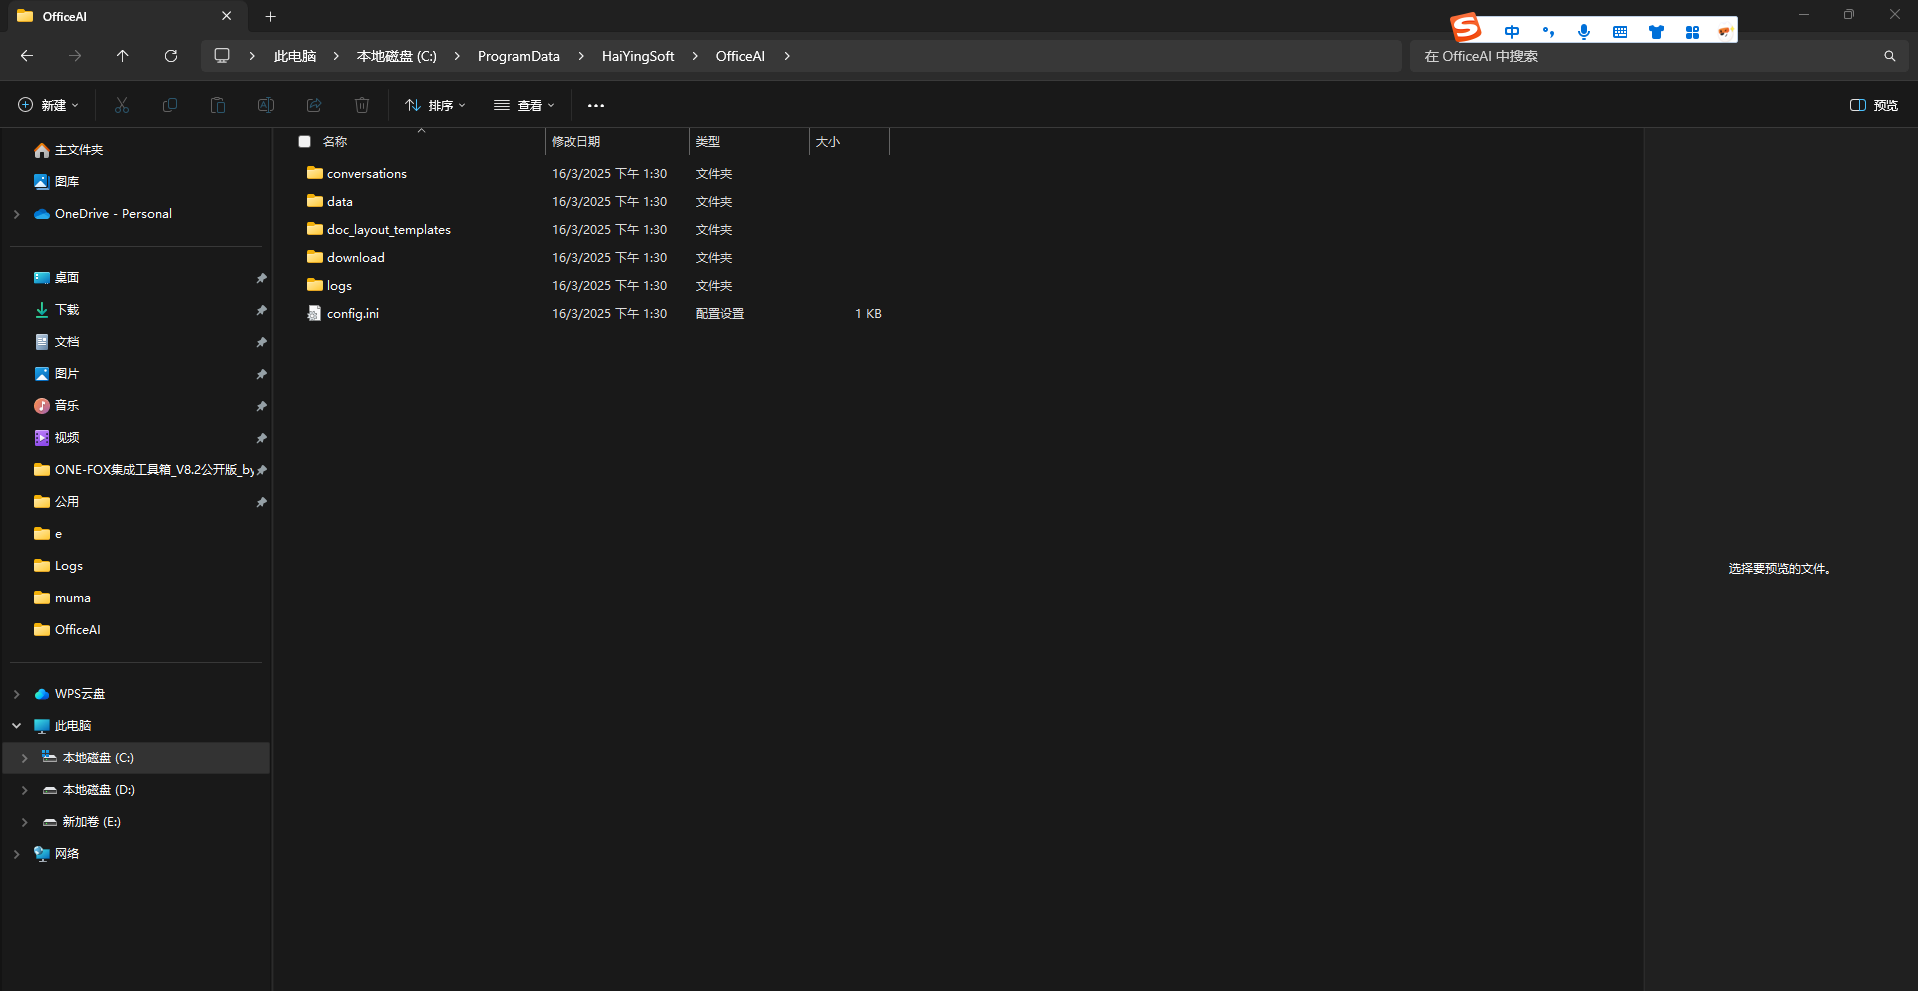 OfficeAI
中
此电脑
本地磁盘 (C:)
ProgramData
HaiYingSoft
OfficeAI
在 OfficeAI 中搜索
新建
排序
查看
预览
主文件夹
图库
OneDrive - Personal
桌面
下载
文档
图片
音乐
视频
ONE-FOX集成工具箱_V8.2公开版_by
公用
e
Logs
muma
OfficeAI
WPS云盘
此电脑
本地磁盘 (C:)
本地磁盘 (D:)
新加卷 (E:)
网络
名称 修改日期 类型 大小
conversations 16/3/2025 下午 1:30 文件夹
data 16/3/2025 下午 1:30 文件夹
doc_layout_templates 16/3/2025 下午 1:30 文件夹
download 16/3/2025 下午 1:30 文件夹
logs 16/3/2025 下午 1:30 文件夹
config.ini 16/3/2025 下午 1:30 配置设置 1 KB
选择要预览的文件。